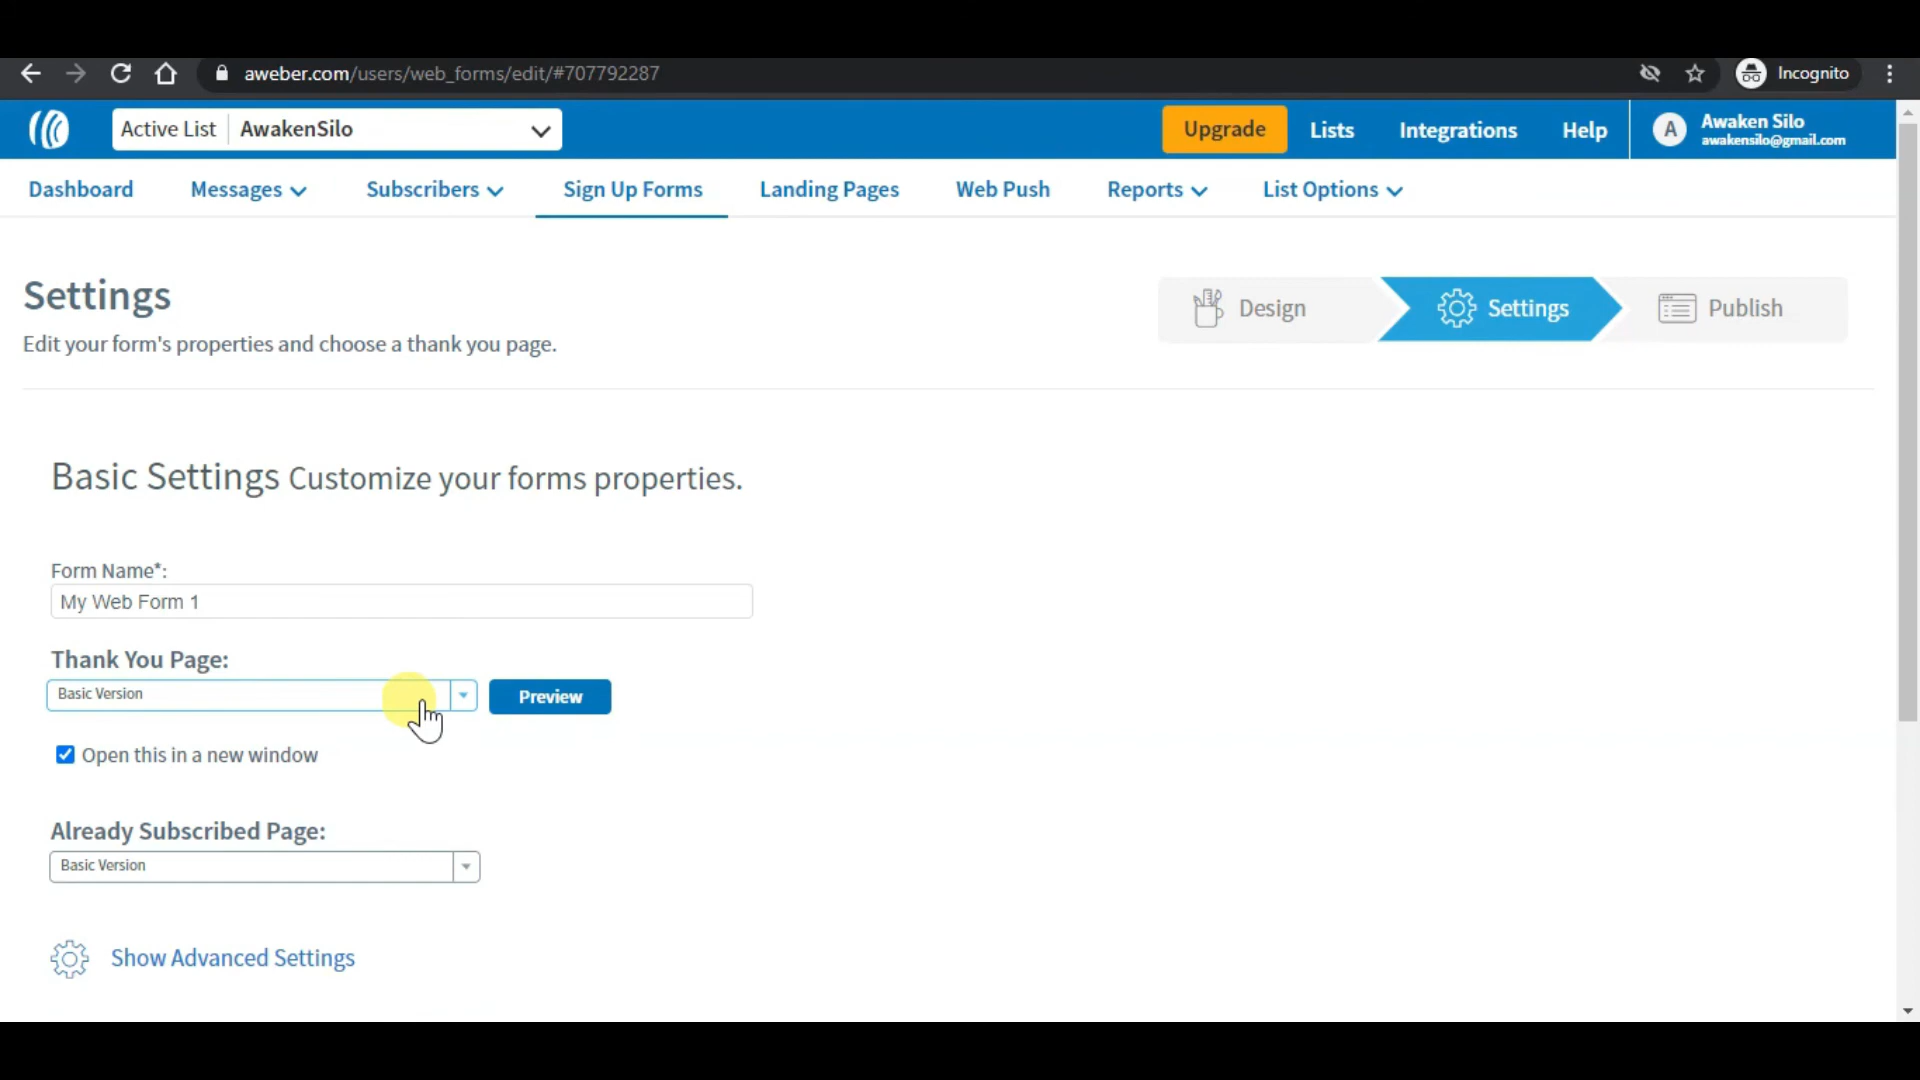 aweber.com/users/web_forms/edit/#707792287
Incognito
Active List AwakenSilo
Upgrade Lists Integrations Help A Awaken Silo
awakensilo@gmail.com
Dashboard Messages Subscribers Sign Up Forms Landing Pages Web Push Reports List Options
Settings
Edit your form's properties and choose a thank you page.
Design Settings Publish
Basic Settings Customize your forms properties.
Form Name*:
My Web Form 1
Thank You Page:
Basic Version Preview
Open this in a new window
Already Subscribed Page:
Basic Version
Show Advanced Settings